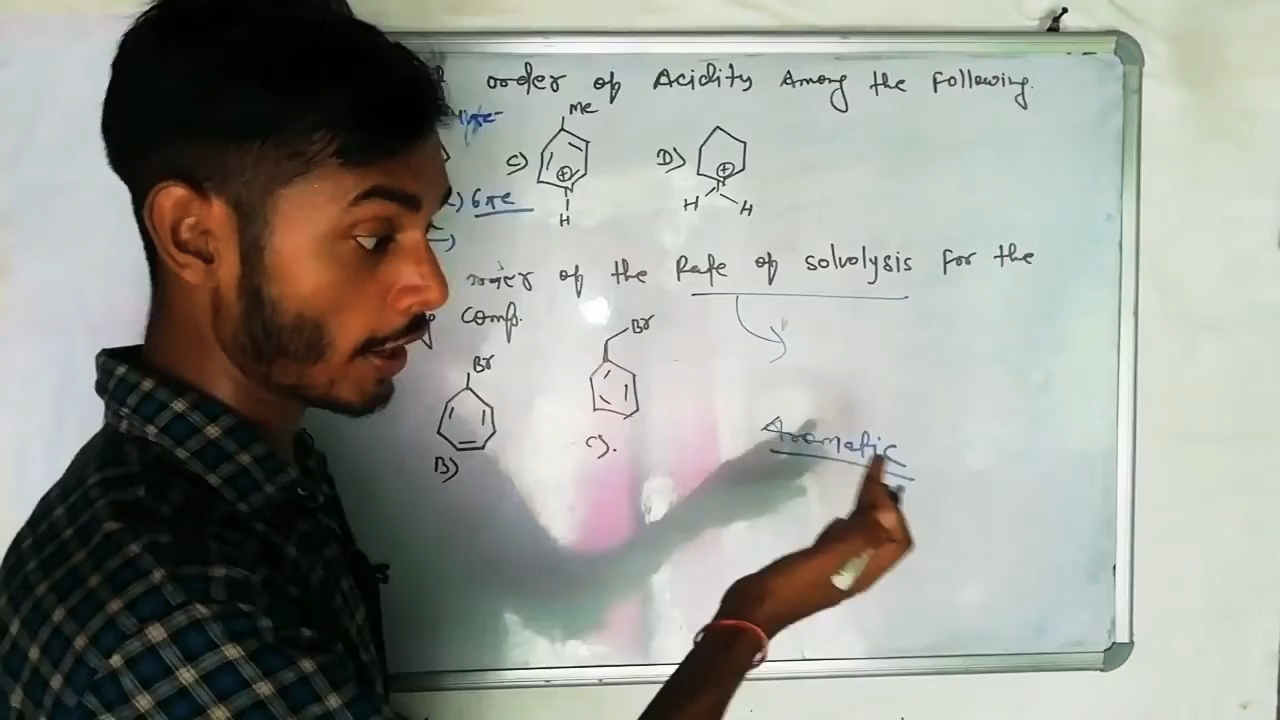 order of Acidity Among the following.
Me
C)
H
D)
H H
6πe
order of the Rate of solvolysis for the
comp.
Br
Br
B)
C).
Aromatic